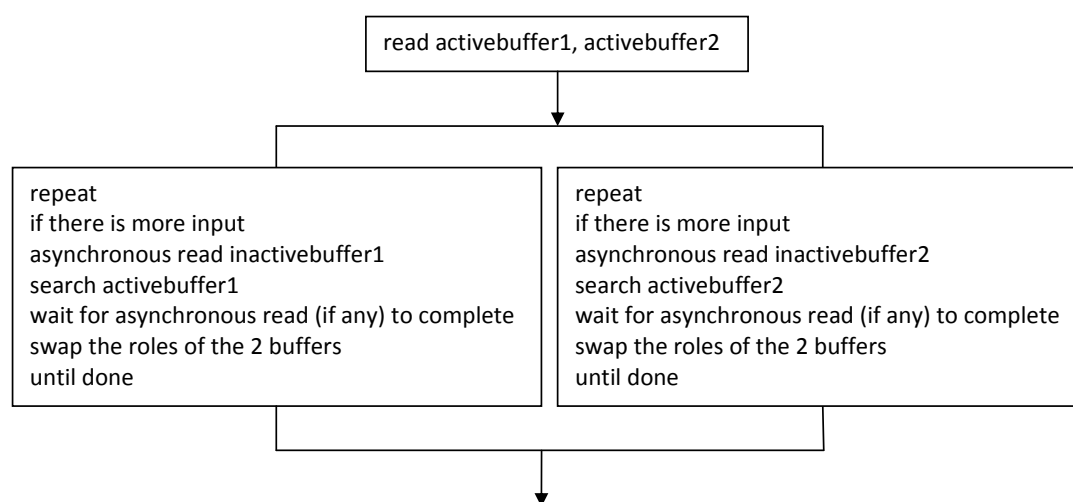 read activebuffer1, activebuffer2
repeat
if there is more input
asynchronous read inactivebuffer1
search activebuffer1
wait for asynchronous read (if any) to complete
swap the roles of the 2 buffers
until done
repeat
if there is more input
asynchronous read inactivebuffer2
search activebuffer2
wait for asynchronous read (if any) to complete
swap the roles of the 2 buffers
until done